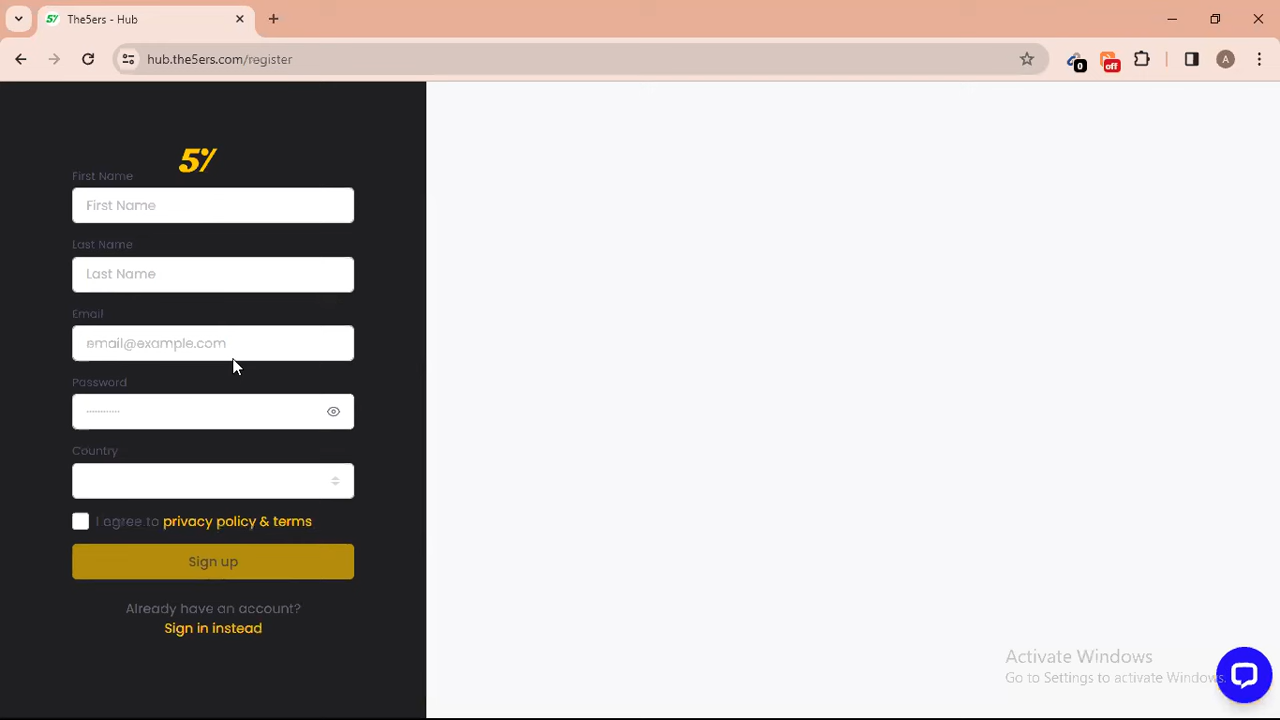 The5ers - Hub
hub.the5ers.com/register
0
off
A
5%
First Name
First Name
Last Name
Last Name
Email
email@example.com
Password
Country
I agree to privacy policy & terms
Sign up
Already have an account?
Sign in instead
Activate Windows
Go to Settings to activate Windows.